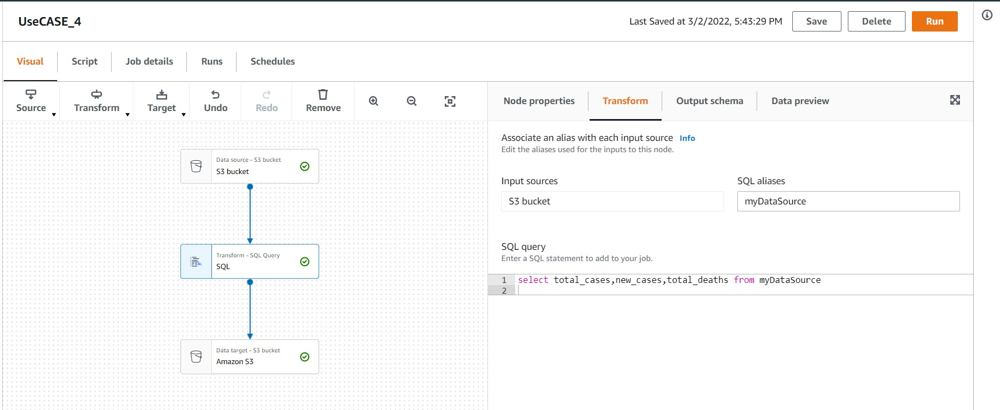 UseCASE_4
Last Saved at 3/2/2022, 5:43:29 PM
Save
Delete
Run
Visual
Script
Job details
Runs
Schedules
Source
Transform
Target
Undo
Redo
Remove
Node properties
Transform
Output schema
Data preview
Data source - S3 bucket
S3 bucket
Transform - SQL Query
SQL
SQL
Data target - S3 bucket
Amazon S3
Associate an alias with each input source Info
Edit the aliases used for the inputs to this node.
Input sources
SQL aliases
S3 bucket
myDataSource
SQL query
Enter a SQL statement to add to your job.
1 select total_cases,new_cases,total_deaths from myDataSource
2